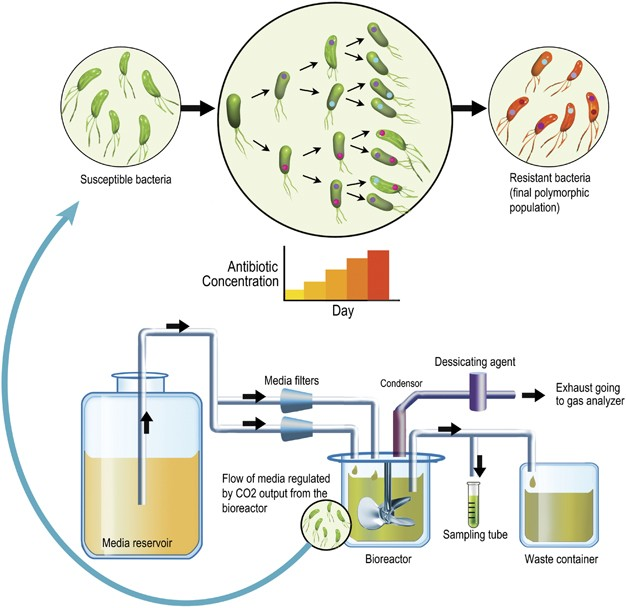 Susceptible bacteria
Resistant bacteria
(final polymorphic
population)
Antibiotic
Concentration
Day
Dessicating agent
Condensor
Media filters
Exhaust going
to gas analyzer
Flow of media regulated
by CO2 output from the
bioreactor
Media reservoir
Bioreactor
Sampling tube
Waste container